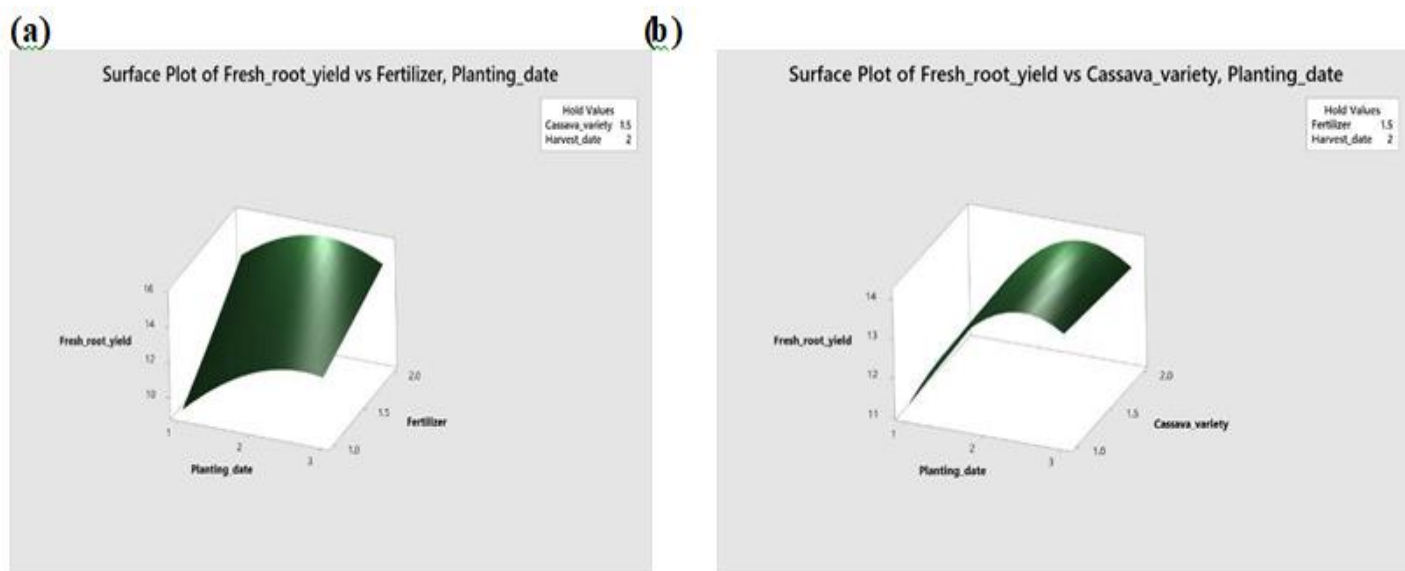 (a)
Surface Plot of Fresh_root_yield vs Fertilizer, Planting_date
Hold Values
Cassava_variety 1.5
Harvest_date 2
16
14
12
10
Fresh_root_yield
1
2
3
Planting_date
1.0
1.5
2.0
Fertilizer
(b)
Surface Plot of Fresh_root_yield vs Cassava_variety, Planting_date
Hold Values
Fertilizer 1.5
Harvest_date 2
14
13
12
11
Fresh_root_yield
1
2
3
Planting_date
1.0
1.5
2.0
Cassava_variety